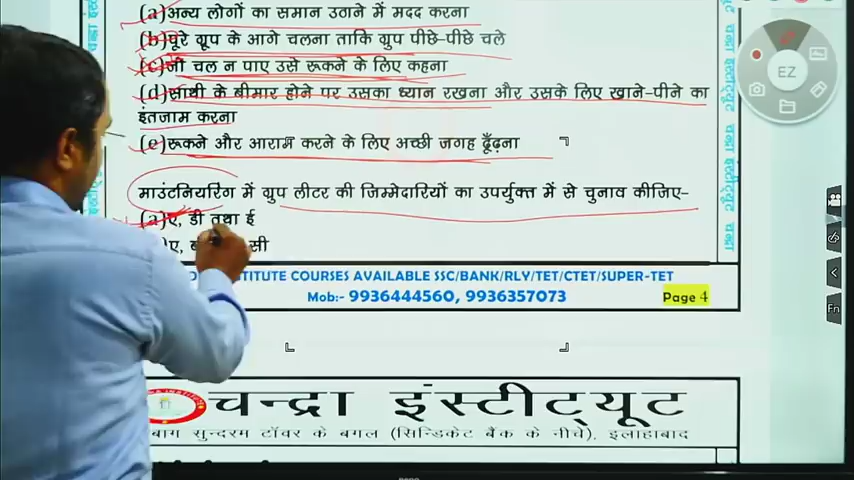 (a)अन्य लोगों का समान उठाने में मदद करना
(b)पूरे ग्रूप के आगे चलना ताकि ग्रुप पीछे-पीछे चले
(c)जो चल न पाए उसे रूकने के लिए कहना
(d)साथी के बीमार होने पर उसका ध्यान रखना और उसके लिए खाने-पीने का
इंतजाम करना
(e)रूकने और आराम करने के लिए अच्छी जगह ढूँढ़ना
माउंटनियरिंग में ग्रुप लीटर की जिम्मेदारियों का उपर्युक्त में से चुनाव कीजिए-
(a)ए, डी तथा ई
)ए, सी
TITUTE COURSES AVAILABLE SSC/BANK/RLY/TET/CTET/SUPER-TET
Mob:- 9936444560, 9936357073
Page 4
चन्द्रा इंस्टीट्यूट
बाग सुन्दरम टॉवर के बगल (सिन्डिकेट बैंक के नीचे), इलाहाबाद
EZ
Fn